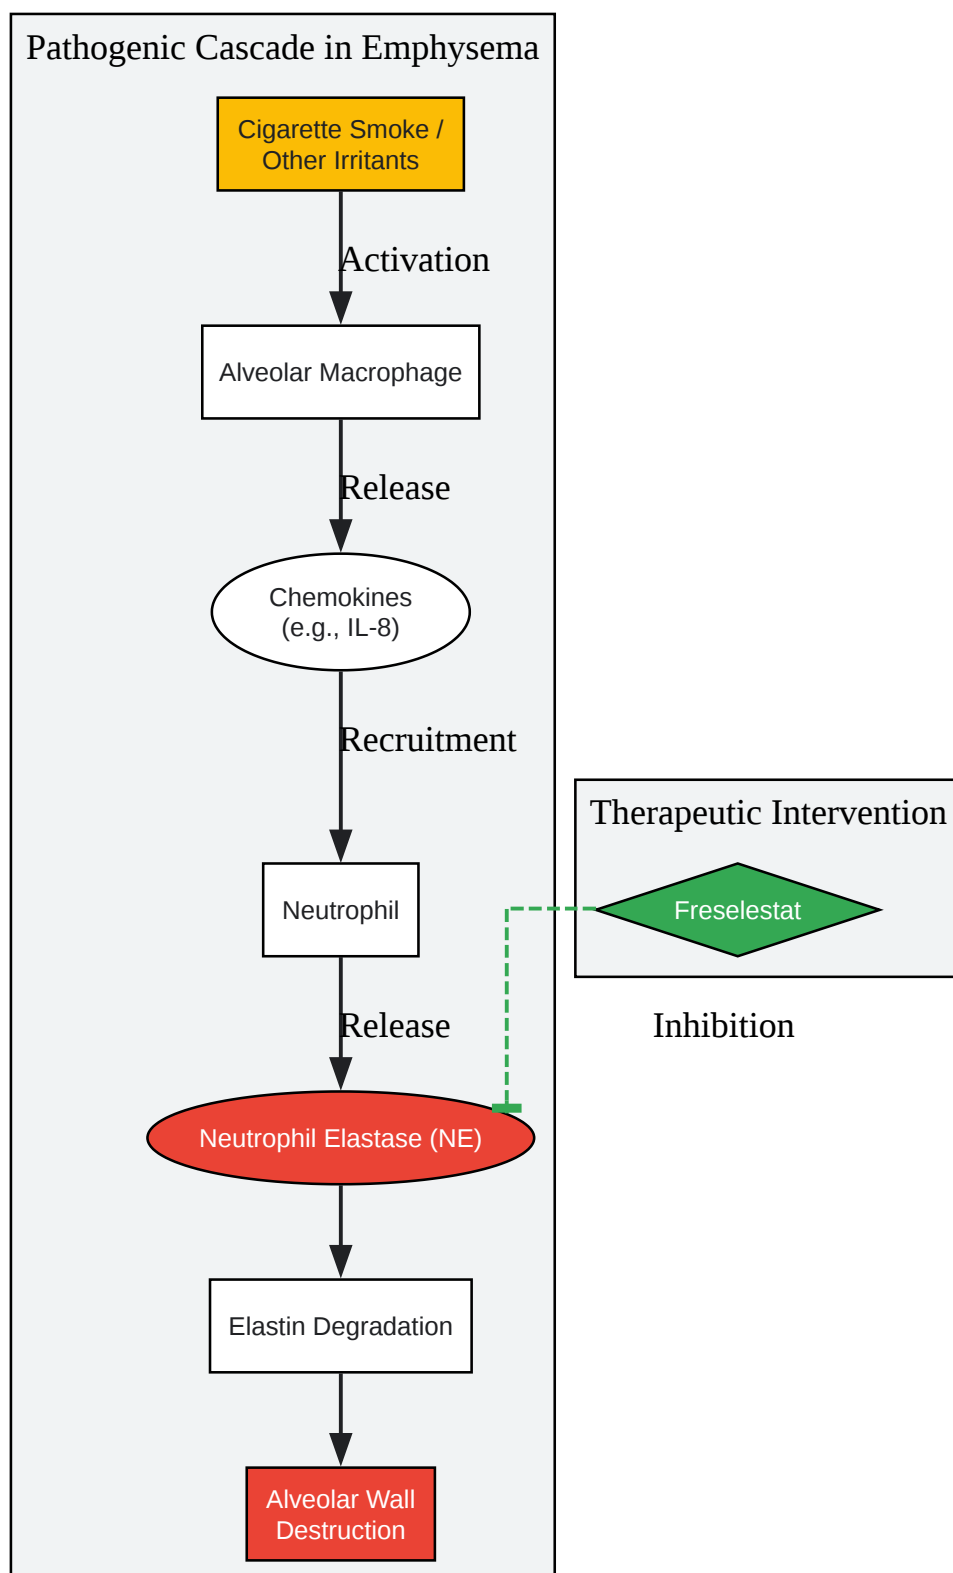 Pathogenic Cascade in Emphysema
Cigarette Smoke /
Other Irritants
Activation
Alveolar Macrophage
Release
Chemokines
(e.g., IL-8)
Recruitment
Therapeutic Intervention
Neutrophil
Freselestat
Release
Inhibition
Neutrophil Elastase (NE)
Elastin Degradation
Alveolar Wall
Destruction